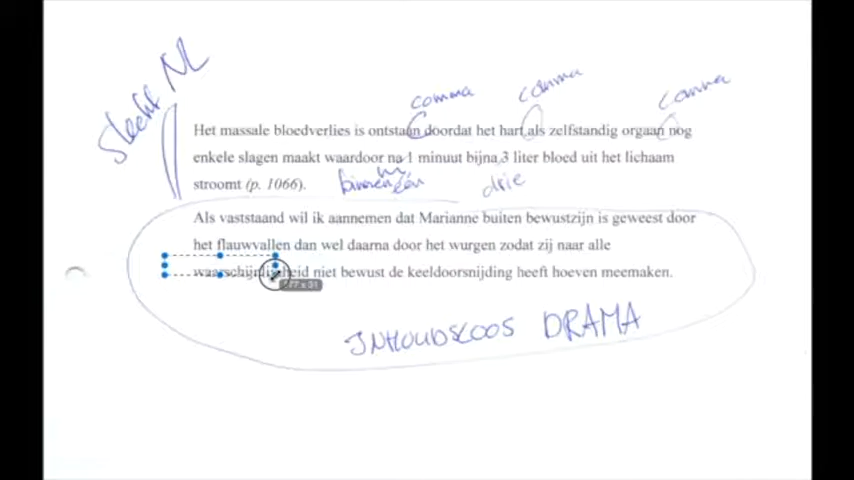 slecht NL
comma
comma
comma
Het massale bloedverlies is ontstaan doordat het hart als zelfstandig orgaan nog
enkele slagen maakt waardoor na 1 minuut bijna 3 liter bloed uit het lichaam
stroomt (p. 1066).
binnen één
drie
Als vaststaand wil ik aannemen dat Marianne buiten bewustzijn is geweest door
het flauwvallen dan wel daarna door het wurgen zodat zij naar alle
waarschijnlijkheid niet bewust de keeldoorsnijding heeft hoeven meemaken.
77 x 31
INHOUDSLOOS DRAMA